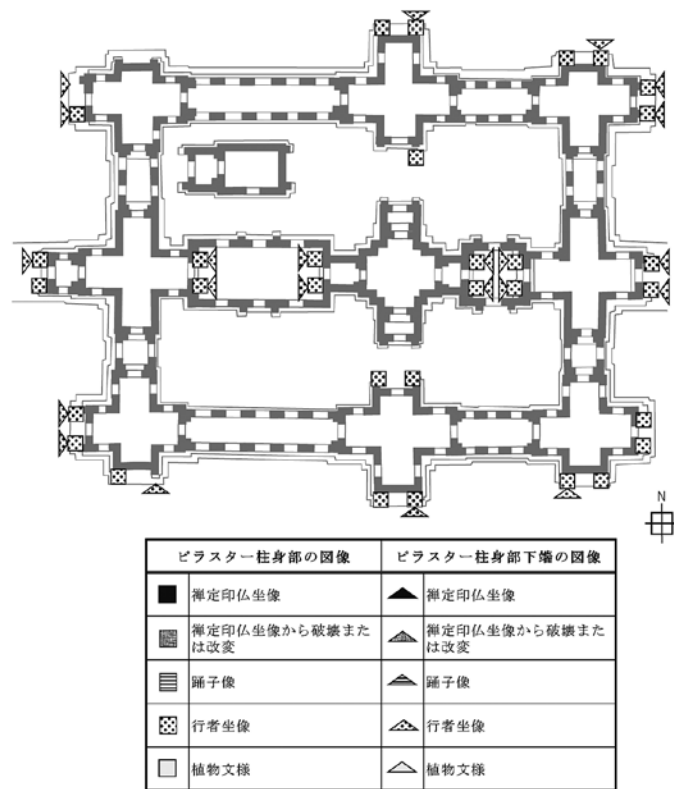 N
ピラスター柱身部の図像
ピラスター柱身部下端の図像
禅定印仏坐像
禅定印仏坐像
禅定印仏坐像から破壊また
は改変
禅定印仏坐像から破壊また
は改変
踊子像
踊子像
行者坐像
行者坐像
植物文様
植物文様